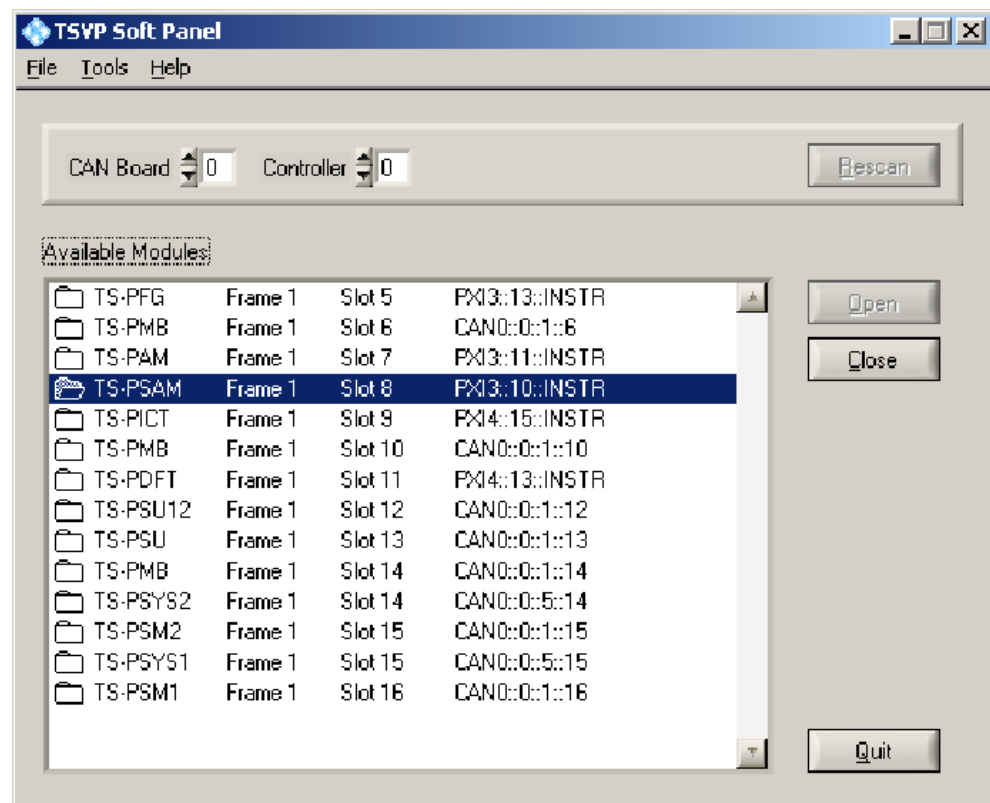 TSVP Soft Panel
File Tools Help
CAN Board 0 Controller 0 Rescan
Available Modules
TS-PFG Frame 1 Slot 5 PXI3::13::INSTR
TS-PMB Frame 1 Slot 6 CAN0::0::1::6
TS-PAM Frame 1 Slot 7 PXI3::11::INSTR
TS-PSAM Frame 1 Slot 8 PXI3::10::INSTR
TS-PICT Frame 1 Slot 9 PXI4::15::INSTR
TS-PMB Frame 1 Slot 10 CAN0::0::1::10
TS-PDFT Frame 1 Slot 11 PXI4::13::INSTR
TS-PSU12 Frame 1 Slot 12 CAN0::0::1::12
TS-PSU Frame 1 Slot 13 CAN0::0::1::13
TS-PMB Frame 1 Slot 14 CAN0::0::1::14
TS-PSYS2 Frame 1 Slot 14 CAN0::0::5::14
TS-PSM2 Frame 1 Slot 15 CAN0::0::1::15
TS-PSYS1 Frame 1 Slot 15 CAN0::0::5::15
TS-PSM1 Frame 1 Slot 16 CAN0::0::1::16
Open
Close
Quit